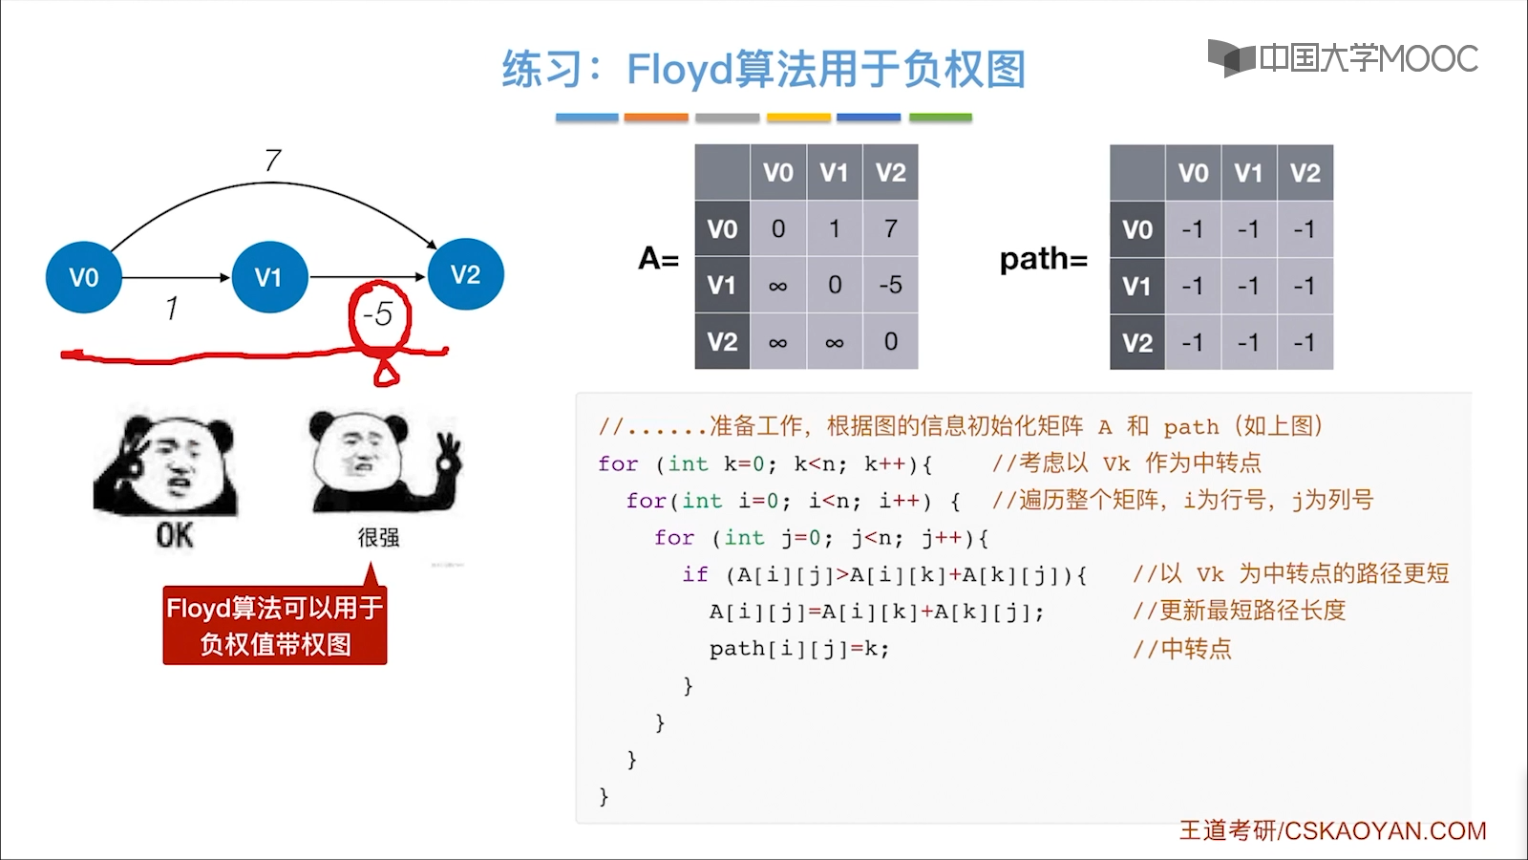 练习：Floyd算法用于负权图
中国大学MOOC
7
V0
V1
V2
1
-5
A=
V0 V1 V2
V0 0 1 7
V1 ∞ 0 -5
V2 ∞ ∞ 0
path=
V0 V1 V2
V0 -1 -1 -1
V1 -1 -1 -1
V2 -1 -1 -1
OK
很强
Floyd算法可以用于
负权值带权图
//......准备工作，根据图的信息初始化矩阵 A 和 path（如上图）
for (int k=0; k<n; k++){ //考虑以 Vk 作为中转点
for(int i=0; i<n; i++) { //遍历整个矩阵，i为行号，j为列号
for (int j=0; j<n; j++){
if (A[i][j]>A[i][k]+A[k][j]){ //以 Vk 为中转点的路径更短
A[i][j]=A[i][k]+A[k][j]; //更新最短路径长度
path[i][j]=k; //中转点
}
}
}
}
王道考研/CSKAOYAN.COM